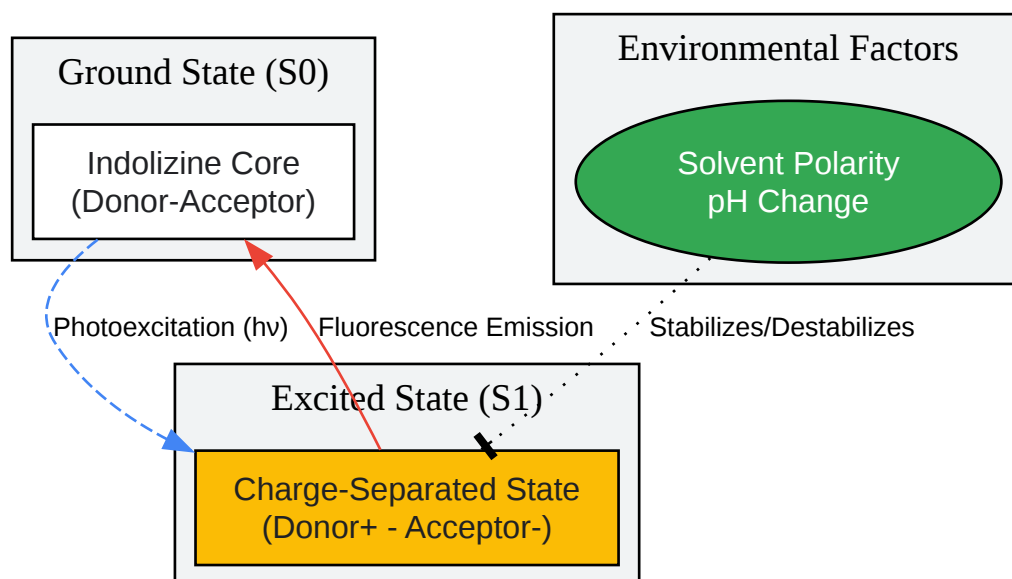 Ground State (S0)
Indolizine Core
(Donor-Acceptor)
Environmental Factors
Solvent Polarity
pH Change
Photoexcitation (hν)
Fluorescence Emission
Stabilizes/Destabilizes
Excited State (S1)
Charge-Separated State
(Donor+ - Acceptor-)